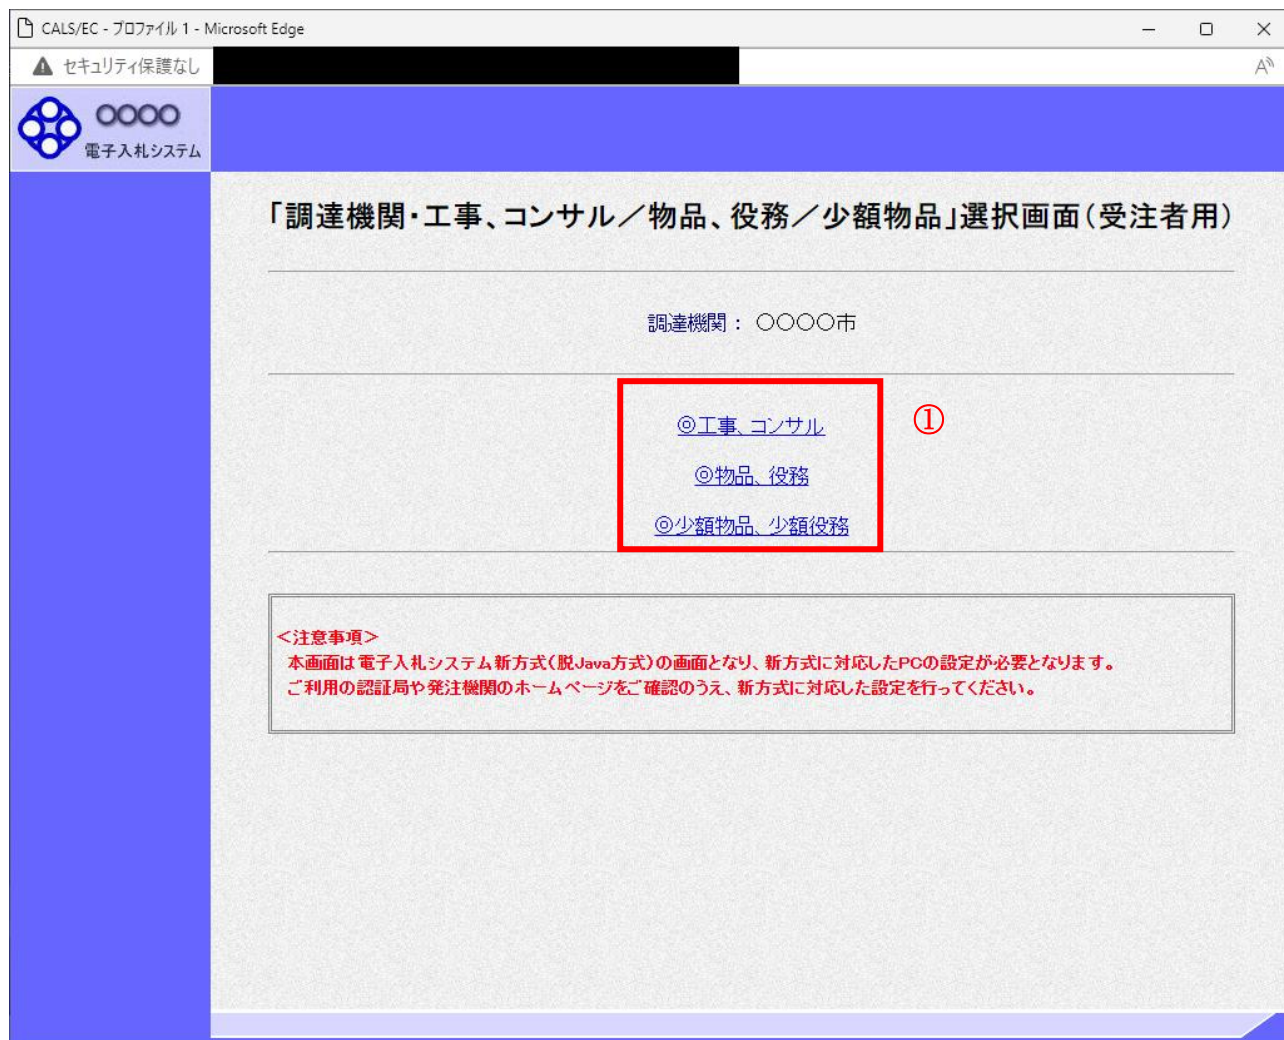 CALS/EC - プロファイル 1 - Microsoft Edge
セキュリティ保護なし
〇〇〇〇
電子入札システム
「調達機関・工事、コンサル／物品、役務／少額物品」選択画面(受注者用)
調達機関： 〇〇〇〇市
◎工事、コンサル
①
◎物品、役務
◎少額物品、少額役務
＜注意事項＞
本画面は電子入札システム新方式(脱Java方式)の画面となり、新方式に対応したPCの設定が必要となります。
ご利用の認証局や発注機関のホームページをご確認のうえ、新方式に対応した設定を行ってください。